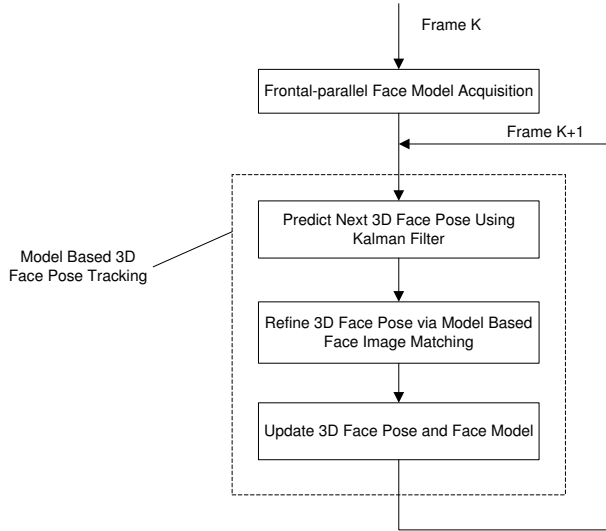 Frame K
Frontal-parallel Face Model Acquisition
Frame K+1
Predict Next 3D Face Pose Using
Kalman Filter
Model Based 3D
Face Pose Tracking
Refine 3D Face Pose via Model Based
Face Image Matching
Update 3D Face Pose and Face Model